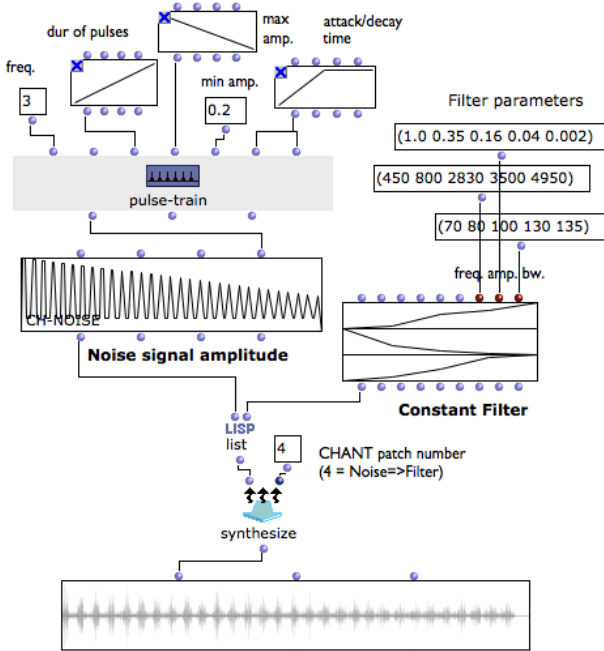 dur of pulses
max
amp.
attack/decay
time
freq.
3
min amp.
0.2
Filter parameters
(1.0 0.35 0.16 0.04 0.002)
(450 800 2830 3500 4950)
(70 80 100 130 135)
pulse-train
freq. amp. bw.
CH-NOISE
Noise signal amplitude
Constant Filter
LISP
list
4
CHANT patch number
(4 = Noise=>Filter)
synthesize